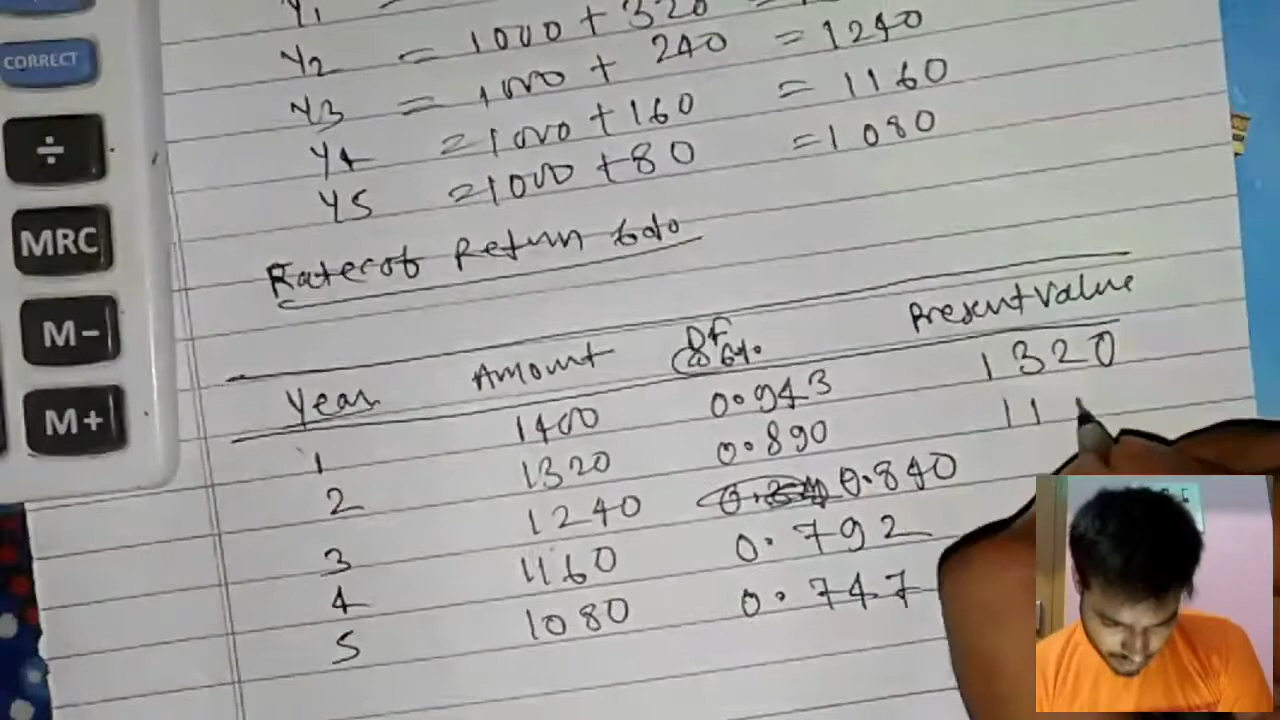 CORRECT
÷
MRC
M-
M+
Y1 =
Y2 = 1000 + 320 =
Y3 = 1000 + 240 = 1240
Y4 = 1000 + 160 = 1160
Y5 = 1000 + 80 = 1080
Rate of Return 6%
Year Amount Df @6% Present Value
1 1400 0.943 1320
2 1320 0.890 11
3 1240 0.840
4 1160 0.792
5 1080 0.747